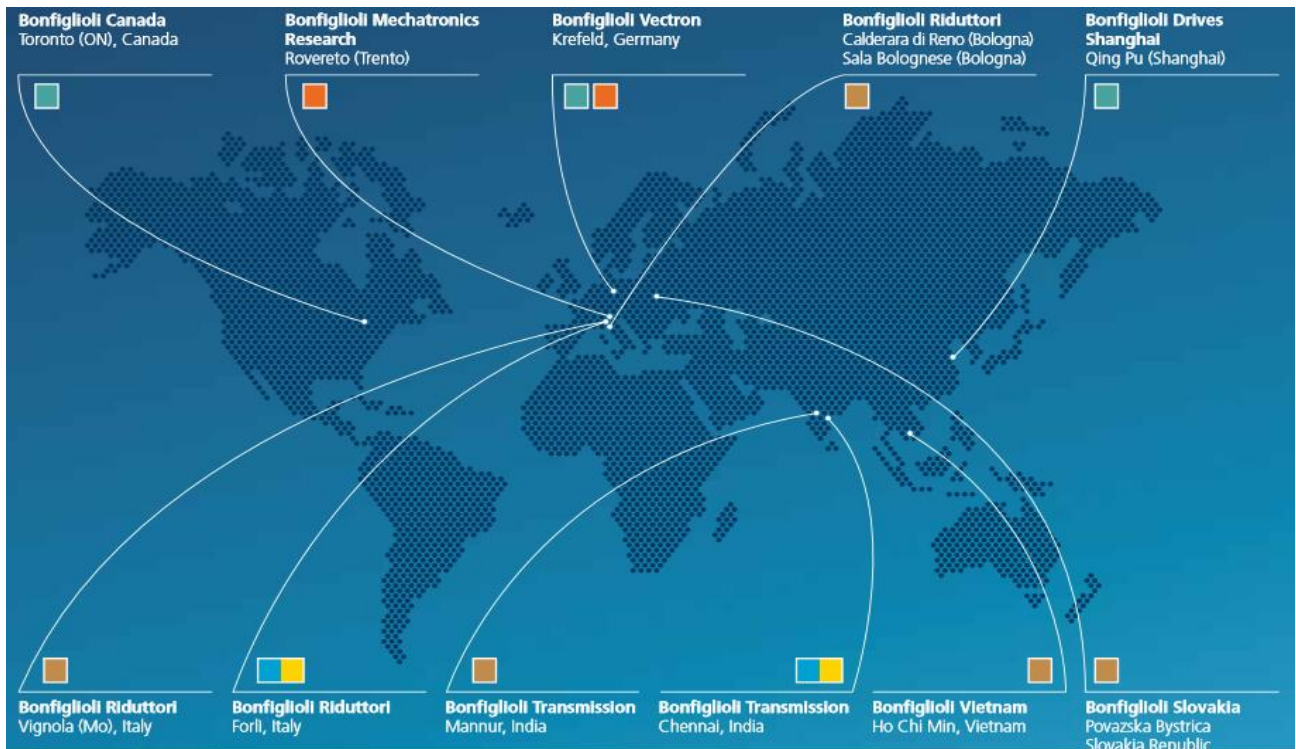 Bonfiglioli Canada
Toronto (ON), Canada
Bonfiglioli Mechatronics
Research
Rovereto (Trento)
Bonfiglioli Vectron
Krefeld, Germany
Bonfiglioli Riduttori
Calderara di Reno (Bologna)
Sala Bolognese (Bologna)
Bonfiglioli Drives
Shanghai
Qing Pu (Shanghai)
Bonfiglioli Riduttori
Vignola (Mo), Italy
Bonfiglioli Riduttori
Forlì, Italy
Bonfiglioli Transmission
Mannur, India
Bonfiglioli Transmission
Chennai, India
Bonfiglioli Vietnam
Ho Chi Min, Vietnam
Bonfiglioli Slovakia
Povazska Bystrica
Slovakia Republic